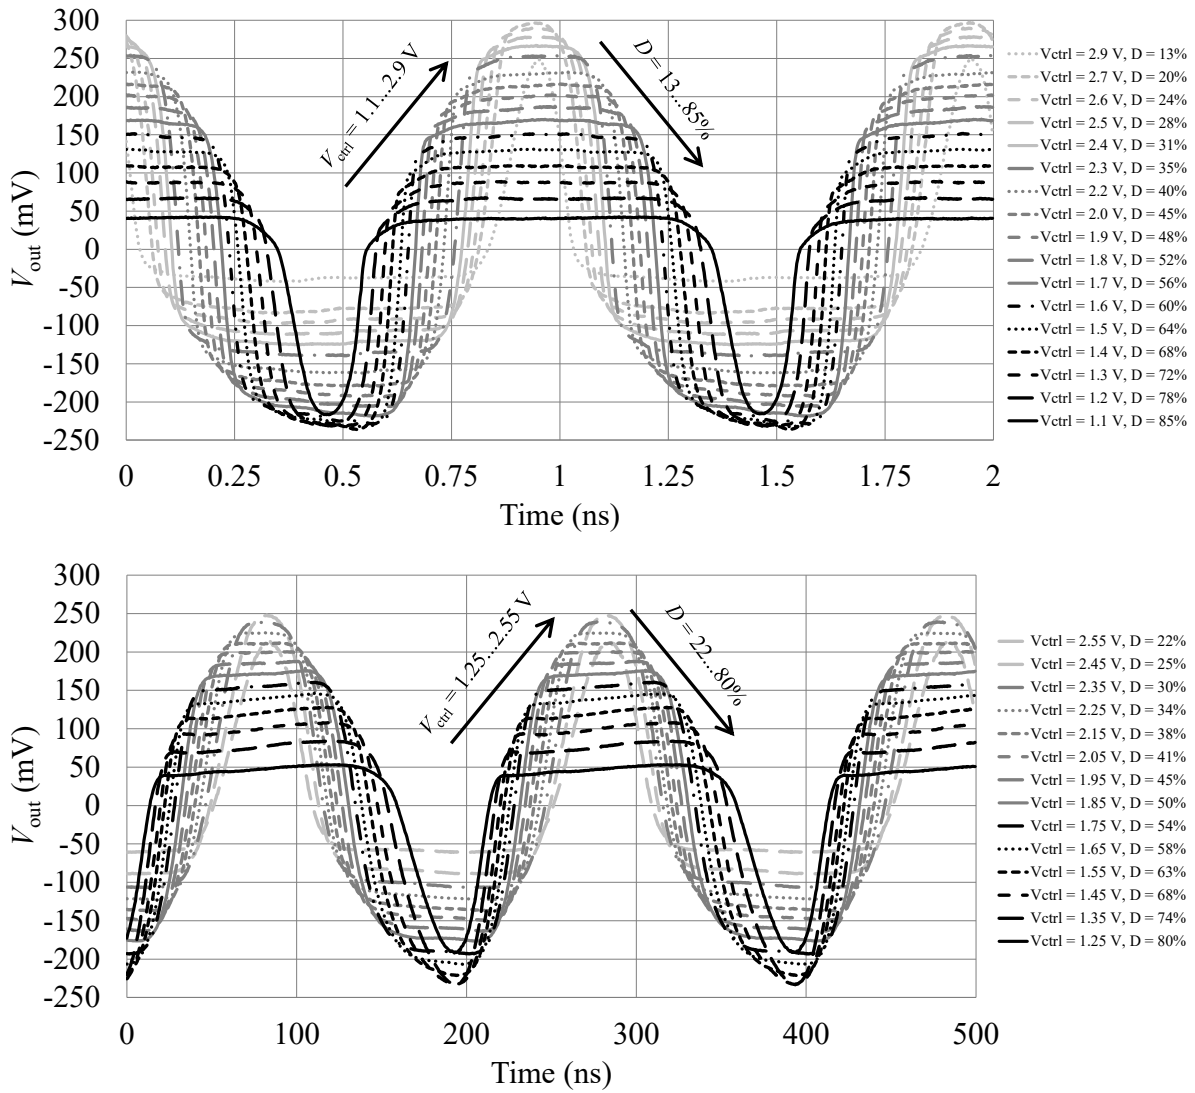 300
250
200
150
100
50
0
-50
-100
-150
-200
-250
Vout (mV)
Vctrl = 1.1...2.9 V
D = 13...85%
0 0.25 0.5 0.75 1 1.25 1.5 1.75 2
Time (ns)
Vctrl = 2.9 V, D = 13%
Vctrl = 2.7 V, D = 20%
Vctrl = 2.6 V, D = 24%
Vctrl = 2.5 V, D = 28%
Vctrl = 2.4 V, D = 31%
Vctrl = 2.3 V, D = 35%
Vctrl = 2.2 V, D = 40%
Vctrl = 2.0 V, D = 45%
Vctrl = 1.9 V, D = 48%
Vctrl = 1.8 V, D = 52%
Vctrl = 1.7 V, D = 56%
Vctrl = 1.6 V, D = 60%
Vctrl = 1.5 V, D = 64%
Vctrl = 1.4 V, D = 68%
Vctrl = 1.3 V, D = 72%
Vctrl = 1.2 V, D = 78%
Vctrl = 1.1 V, D = 85%
300
250
200
150
100
50
0
-50
-100
-150
-200
-250
Vout (mV)
Vctrl = 1.25...2.55 V
D = 22...80%
0 100 200 300 400 500
Time (ns)
Vctrl = 2.55 V, D = 22%
Vctrl = 2.45 V, D = 25%
Vctrl = 2.35 V, D = 30%
Vctrl = 2.25 V, D = 34%
Vctrl = 2.15 V, D = 38%
Vctrl = 2.05 V, D = 41%
Vctrl = 1.95 V, D = 45%
Vctrl = 1.85 V, D = 50%
Vctrl = 1.75 V, D = 54%
Vctrl = 1.65 V, D = 58%
Vctrl = 1.55 V, D = 63%
Vctrl = 1.45 V, D = 68%
Vctrl = 1.35 V, D = 74%
Vctrl = 1.25 V, D = 80%